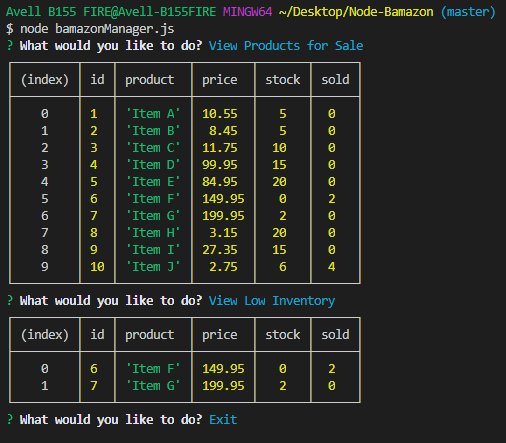 Avell B155 FIRE@Avell-B155FIRE MINGW64 ~/Desktop/Node-Bamazon (master)
$ node bamazonManager.js
? What would you like to do? View Products for Sale
(index) id product price stock sold
0 1 'Item A' 10.55 5 0
1 2 'Item B' 8.45 5 0
2 3 'Item C' 11.75 10 0
3 4 'Item D' 99.95 15 0
4 5 'Item E' 84.95 20 0
5 6 'Item F' 149.95 0 2
6 7 'Item G' 199.95 2 0
7 8 'Item H' 3.15 20 0
8 9 'Item I' 27.35 15 0
9 10 'Item J' 2.75 6 4
? What would you like to do? View Low Inventory
(index) id product price stock sold
0 6 'Item F' 149.95 0 2
1 7 'Item G' 199.95 2 0
? What would you like to do? Exit